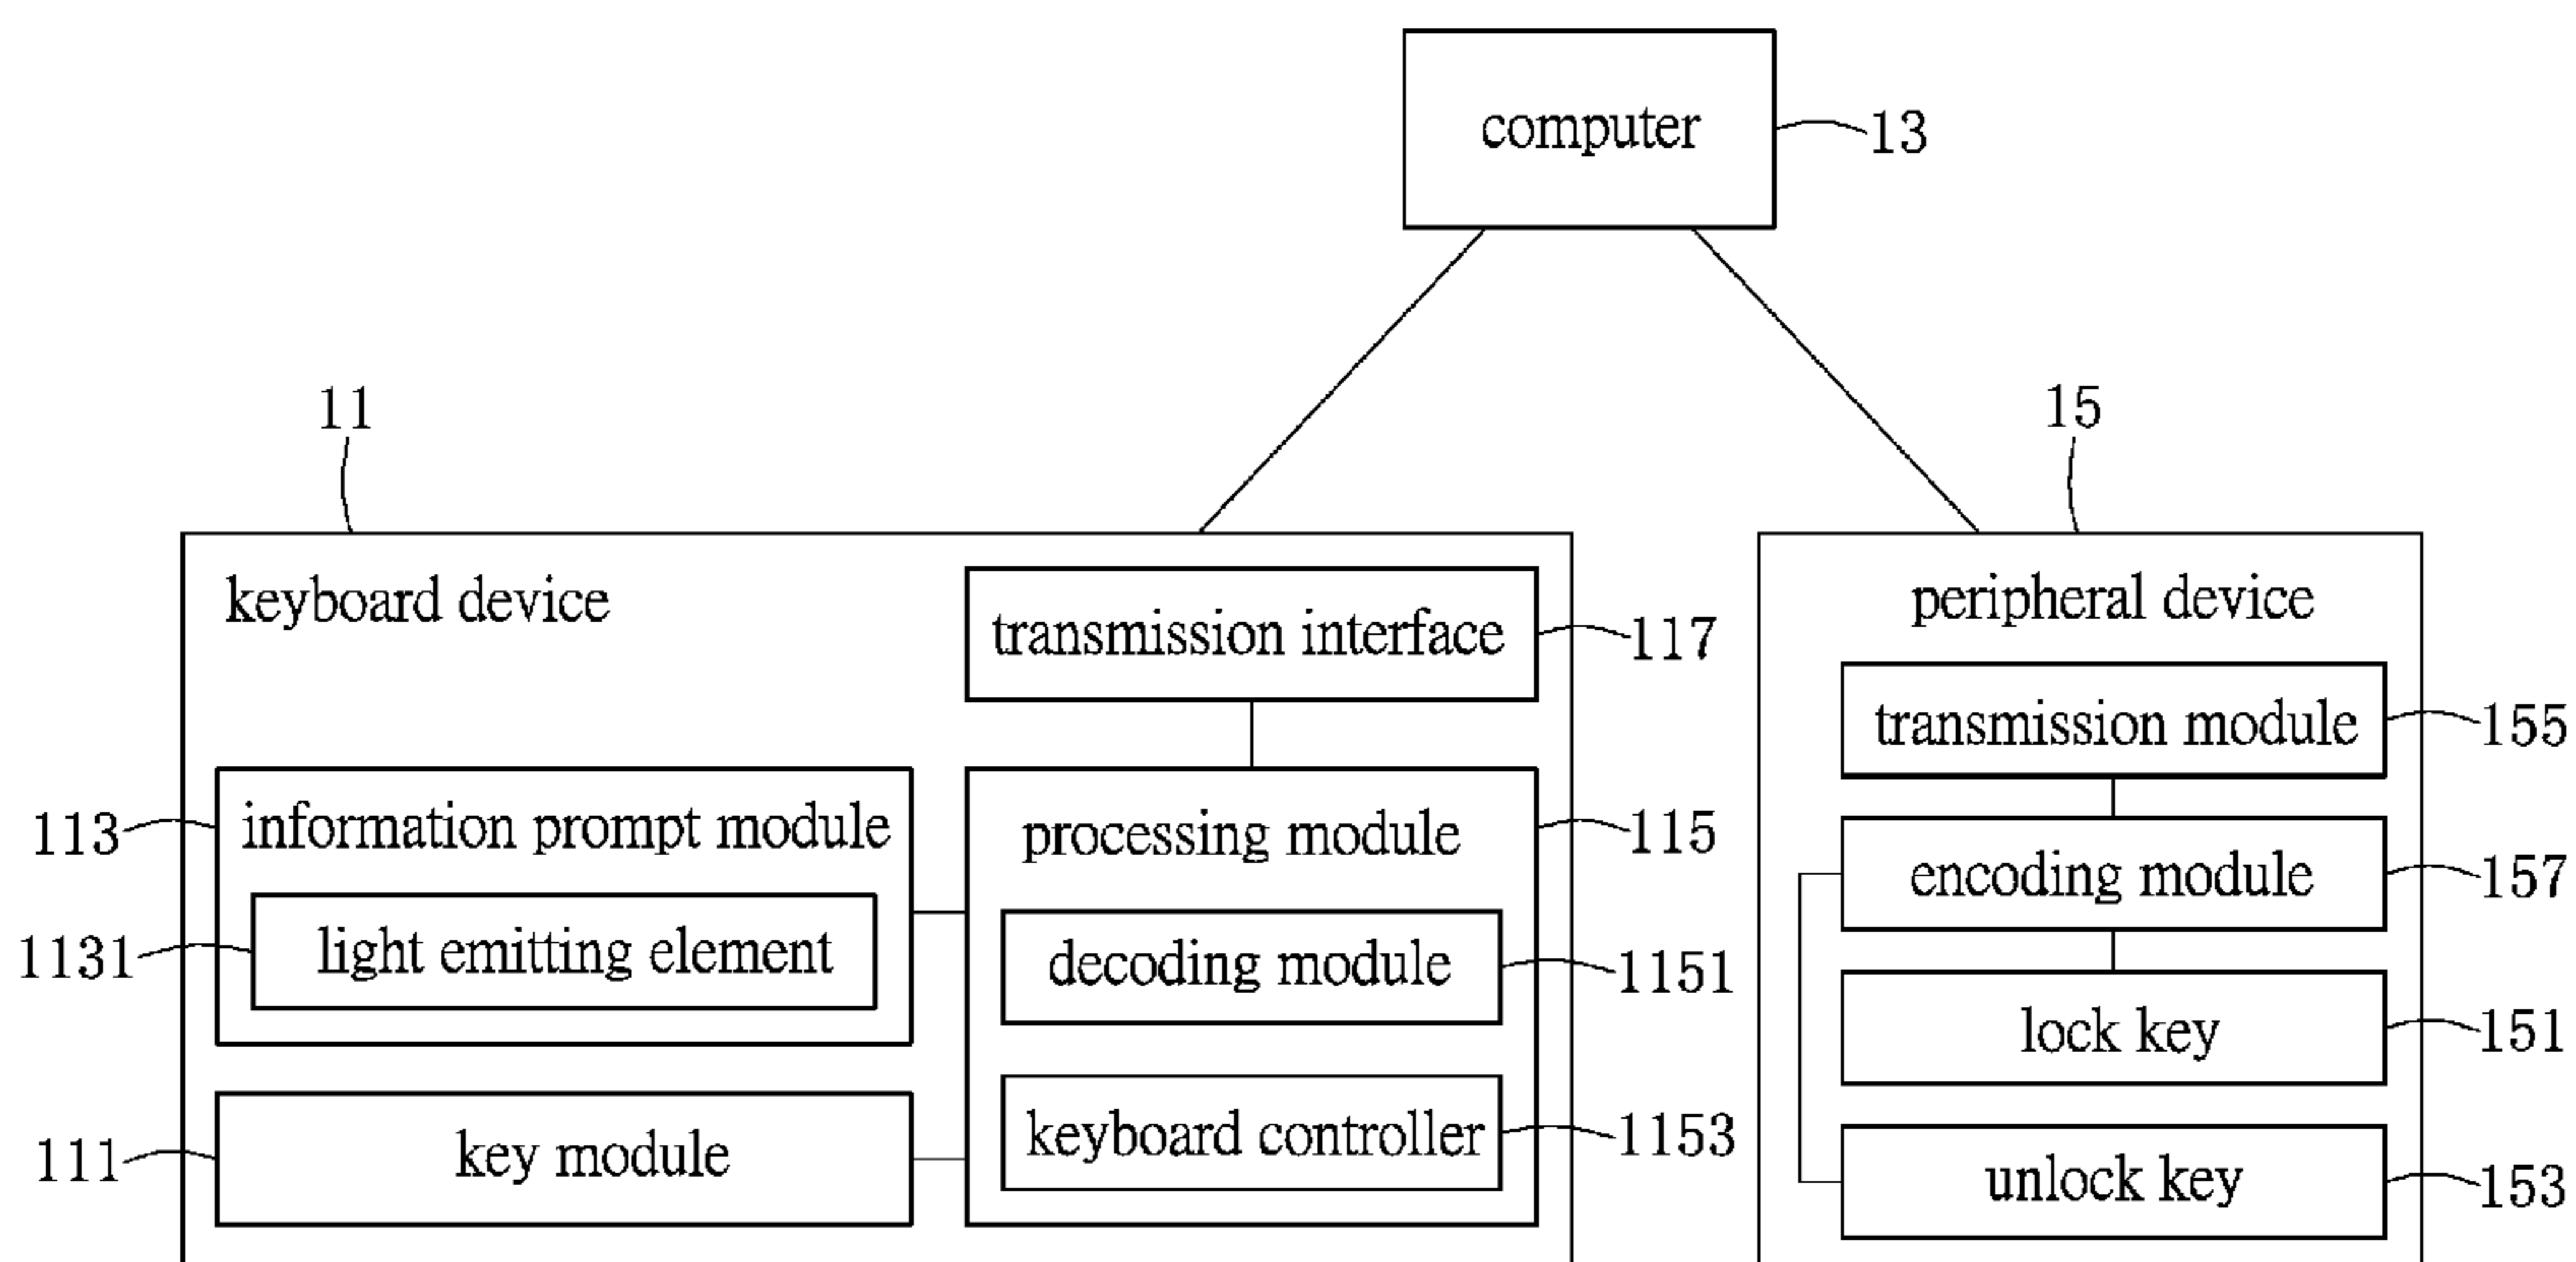 computer
13
11
15
keyboard device
transmission interface
117
peripheral device
transmission module
155
113
information prompt module
processing module
115
encoding module
157
1131
light emitting element
decoding module
1151
lock key
151
111
key module
keyboard controller
1153
unlock key
153